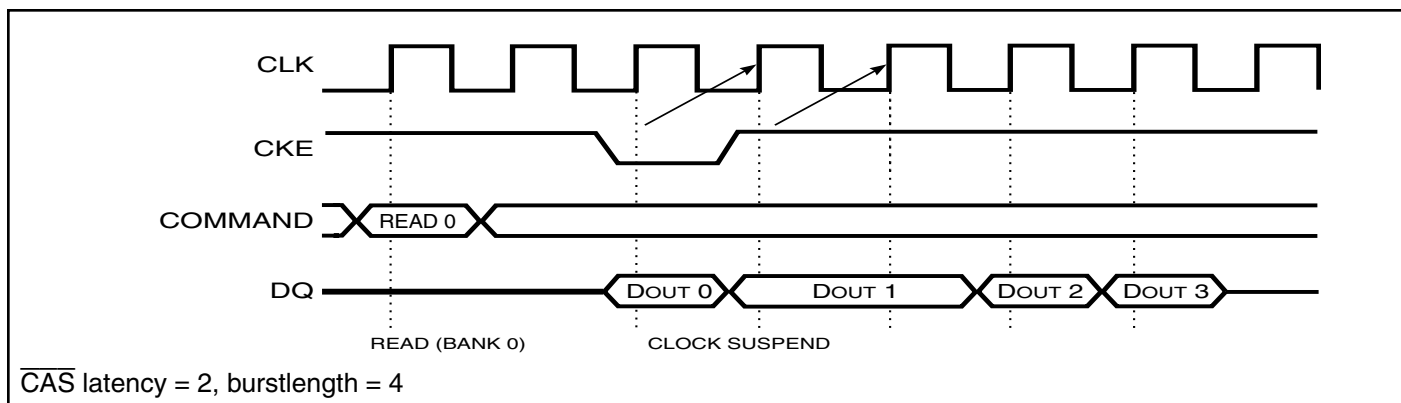 CLK
CKE
COMMAND
READ 0
DQ
DOUT 0
DOUT 1
DOUT 2
DOUT 3
READ (BANK 0)
CLOCK SUSPEND
CAS latency = 2, burstlength = 4